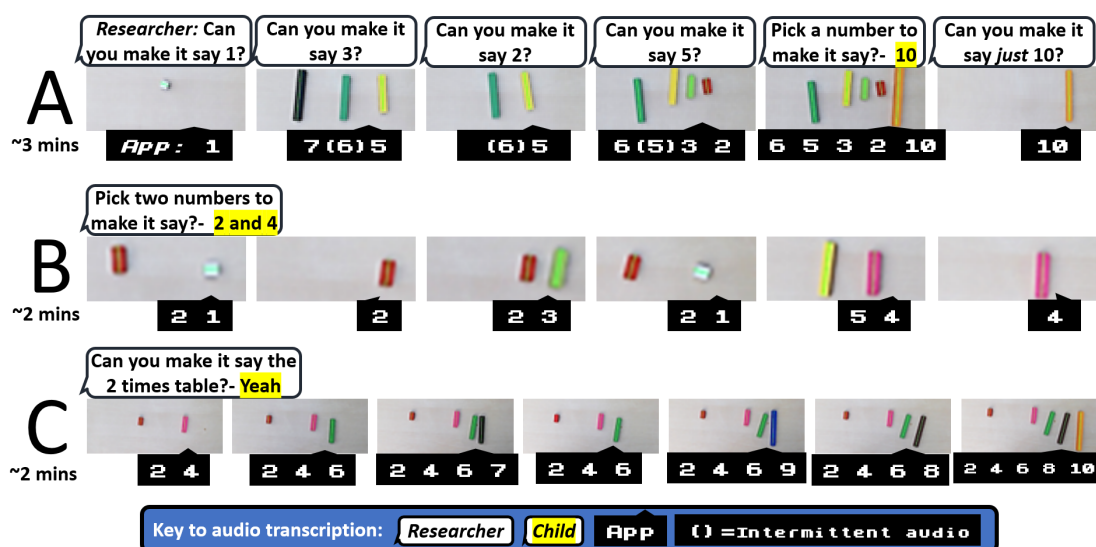 Researcher: Can
you make it say 1?
Can you make it
say 3?
Can you make it
say 2?
Can you make it
say 5?
Pick a number to
make it say?- 10
Can you make it
say just 10?
A
~3 mins
App: 1
7(6)5
(6)5
6(5)3 2
6 5 3 2 10
10
Pick two numbers to
make it say?- 2 and 4
B
~2 mins
2 1
2
2 3
2 1
5 4
4
Can you make it say the
2 times table?- Yeah
C
~2 mins
2 4
2 4 6
2 4 6 7
2 4 6
2 4 6 9
2 4 6 8
2 4 6 8 10
Key to audio transcription: Researcher Child App ()=Intermittent audio